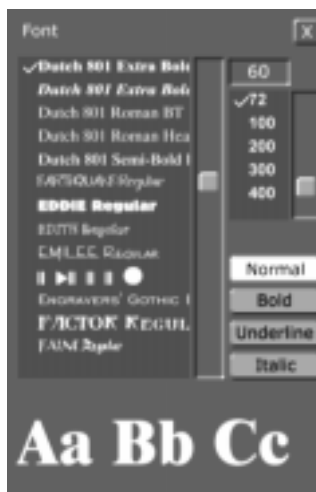 Font
X
✓Dutch 801 Extra Bold
Dutch 801 Extra Bold
Dutch 801 Roman BT
Dutch 801 Roman Hea
Dutch 801 Semi-Bold
EARTHQUAKE Regular
EDDIE Regular
EDITH Regular
EMILEE REGULAR
ENGRAVERS' GOTHIC
FACTOR REGUL
Regular
60
✓72
100
200
300
400
Normal
Bold
Underline
Italic
Aa Bb Cc